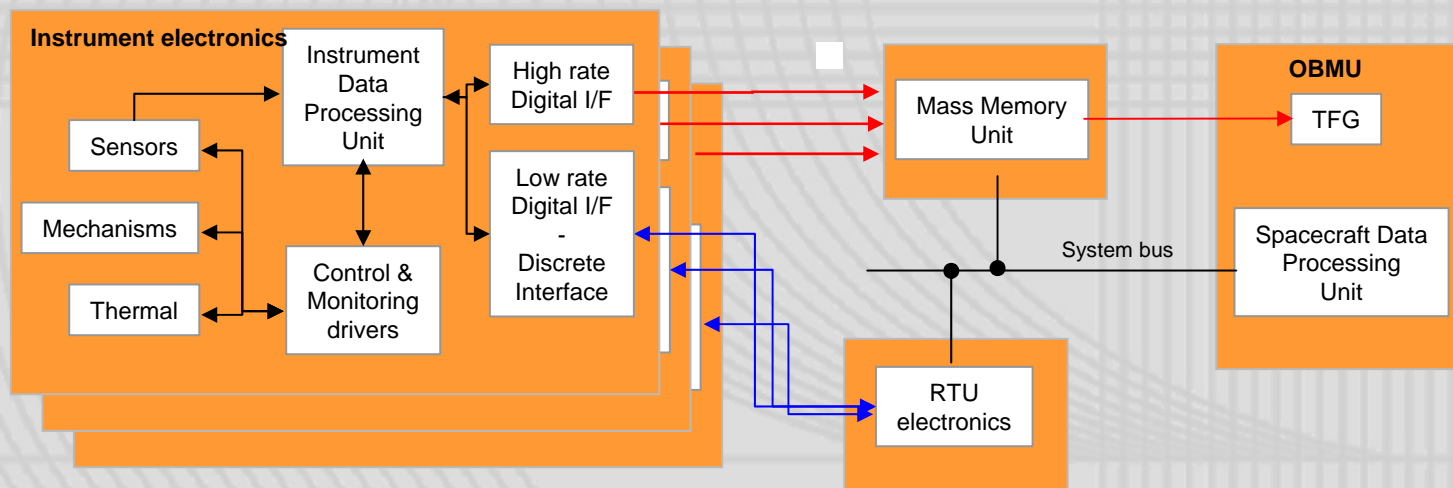 Instrument electronics
Instrument
Data
Processing
Unit
High rate
Digital I/F
Sensors
Low rate
Digital I/F
-
Discrete
Interface
Mechanisms
Control &
Monitoring
drivers
Thermal
Mass Memory
Unit
OBMU
TFG
System bus
Spacecraft Data
Processing
Unit
RTU
electronics